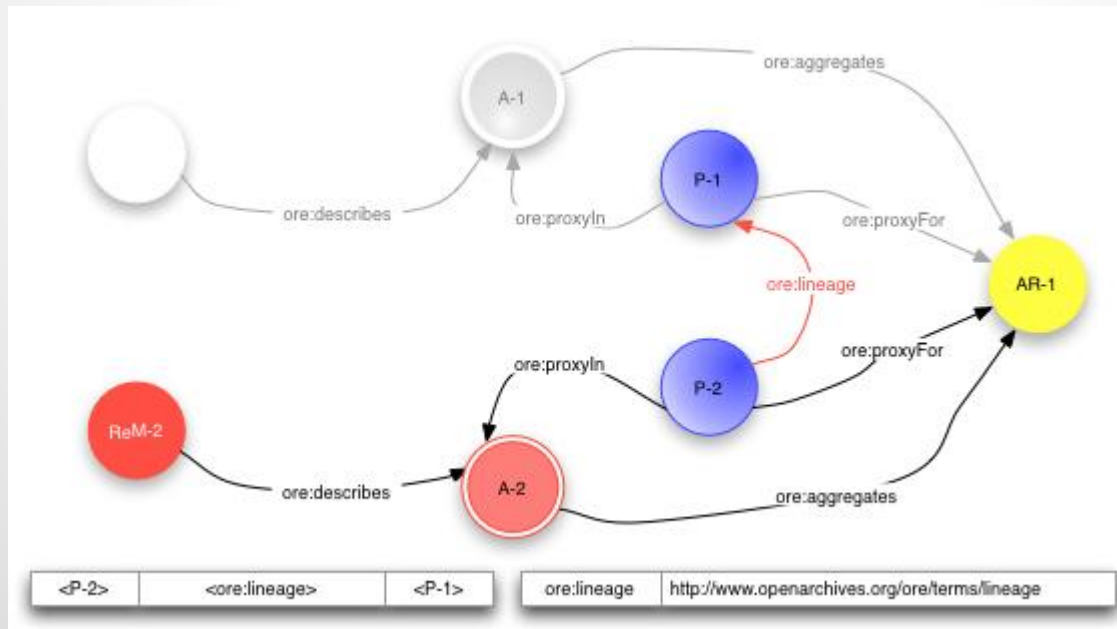 ore:aggregates
A-1
P-1
ore:describes
ore:proxyIn
ore:proxyFor
ore:lineage
AR-1
ore:proxyIn
ore:proxyFor
P-2
ReM-2
A-2
ore:describes
ore:aggregates
<P-2> <ore:lineage> <P-1>
ore:lineage http://www.openarchives.org/ore/terms/lineage